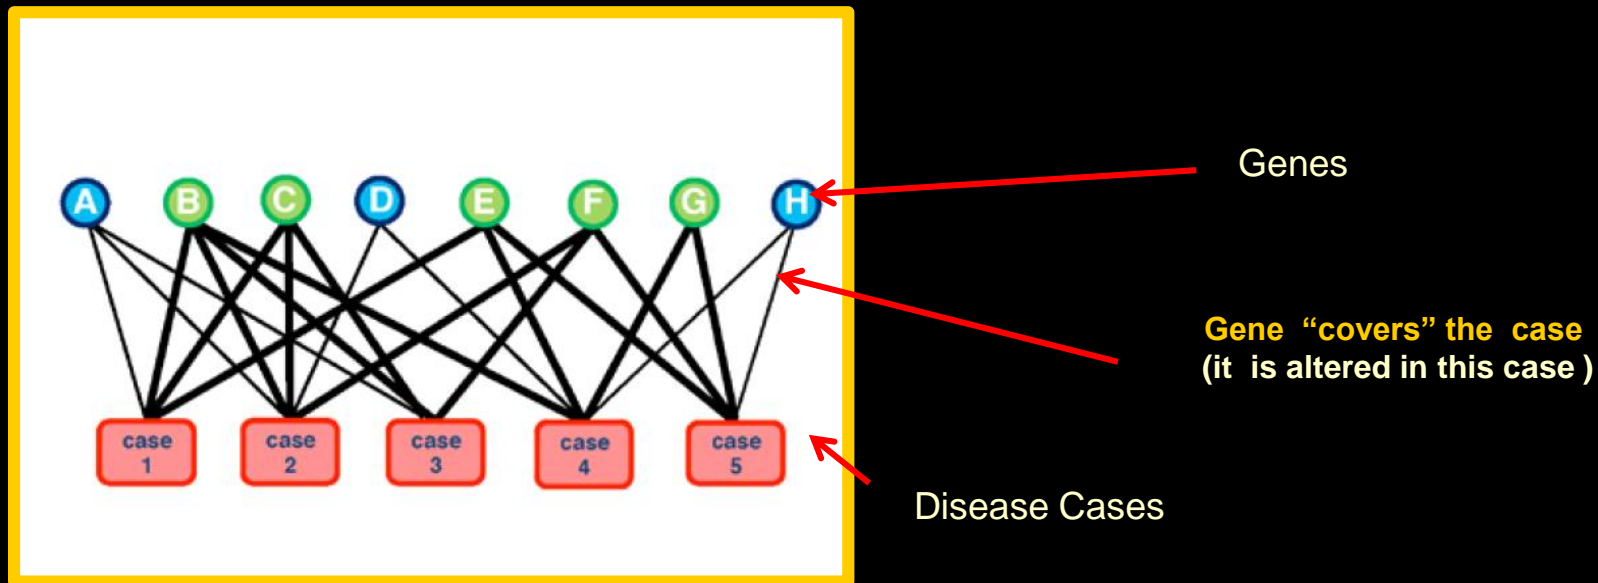 A B C D E F G H
Genes
Gene “covers” the case
(it is altered in this case )
case
1
case
2
case
3
case
4
case
5
Disease Cases